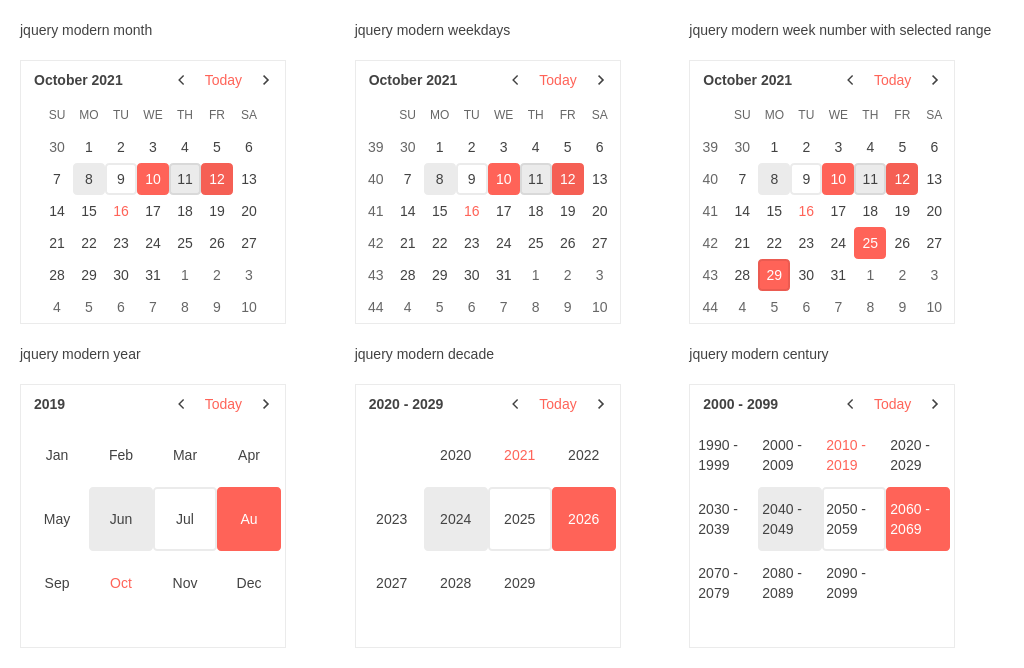 jquery modern month
October 2021 Today
SU MO TU WE TH FR SA
30 1 2 3 4 5 6
7 8 9 10 11 12 13
14 15 16 17 18 19 20
21 22 23 24 25 26 27
28 29 30 31 1 2 3
4 5 6 7 8 9 10
jquery modern weekdays
October 2021 Today
SU MO TU WE TH FR SA
39 30 1 2 3 4 5 6
40 7 8 9 10 11 12 13
41 14 15 16 17 18 19 20
42 21 22 23 24 25 26 27
43 28 29 30 31 1 2 3
44 4 5 6 7 8 9 10
jquery modern week number with selected range
October 2021 Today
SU MO TU WE TH FR SA
39 30 1 2 3 4 5 6
40 7 8 9 10 11 12 13
41 14 15 16 17 18 19 20
42 21 22 23 24 25 26 27
43 28 29 30 31 1 2 3
44 4 5 6 7 8 9 10
jquery modern year
2019 Today
Jan Feb Mar Apr
May Jun Jul Au
Sep Oct Nov Dec
jquery modern decade
2020 - 2029 Today
2020 2021 2022
2023 2024 2025 2026
2027 2028 2029
jquery modern century
2000 - 2099 Today
1990 - 2000 - 2010 - 2020 -
1999 2009 2019 2029
2030 - 2040 - 2050 - 2060 -
2039 2049 2059 2069
2070 - 2080 - 2090 -
2079 2089 2099